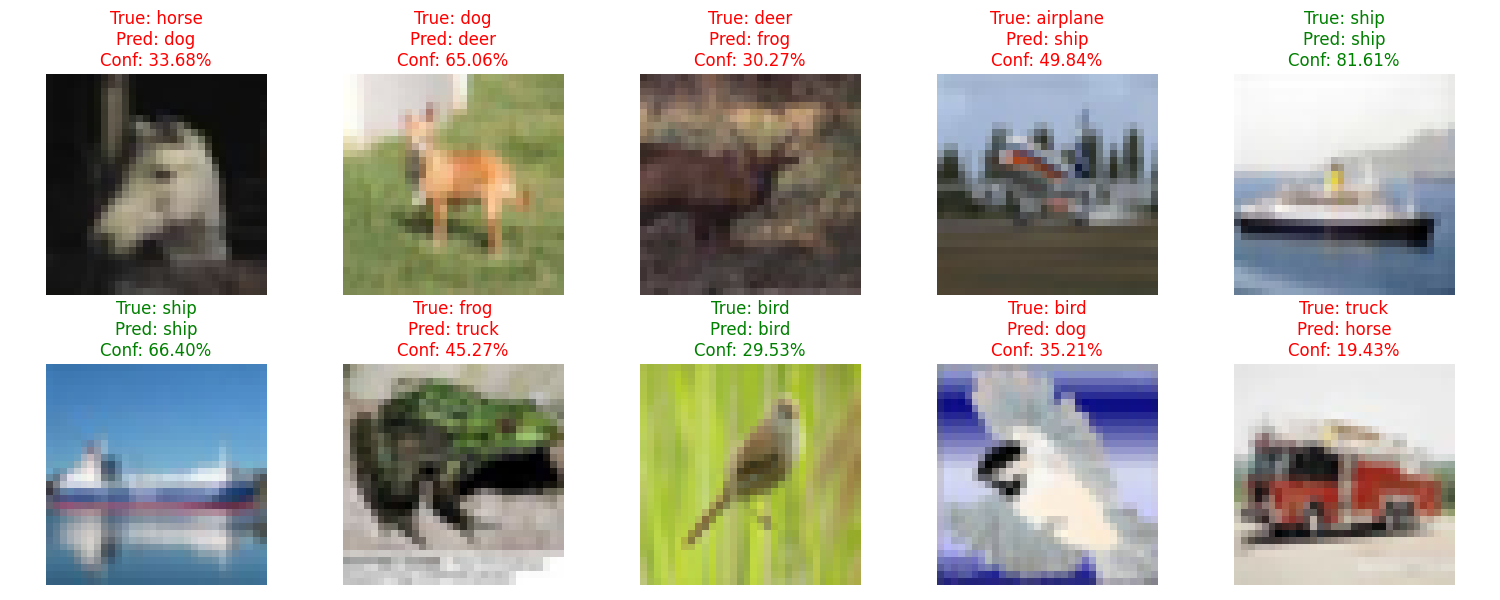 True: horse
Pred: dog
Conf: 33.68%
True: dog
Pred: deer
Conf: 65.06%
True: deer
Pred: frog
Conf: 30.27%
True: airplane
Pred: ship
Conf: 49.84%
True: ship
Pred: ship
Conf: 81.61%
True: ship
Pred: ship
Conf: 66.40%
True: frog
Pred: truck
Conf: 45.27%
True: bird
Pred: bird
Conf: 29.53%
True: bird
Pred: dog
Conf: 35.21%
True: truck
Pred: horse
Conf: 19.43%